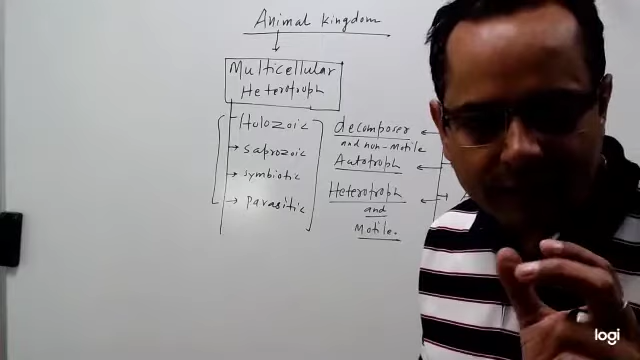 Animal kingdom
Multicellular
Heterotroph
Holozoic
saprozoic
symbiotic
parasitic
decomposer
and non-motile
Autotroph
Heterotroph
and
Motile.
logi